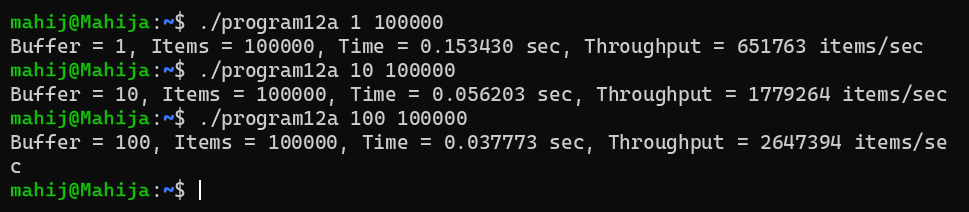 mahij@Mahija:~$ ./program12a 1 100000
Buffer = 1, Items = 100000, Time = 0.153430 sec, Throughput = 651763 items/sec
mahij@Mahija:~$ ./program12a 10 100000
Buffer = 10, Items = 100000, Time = 0.056203 sec, Throughput = 1779264 items/sec
mahij@Mahija:~$ ./program12a 100 100000
Buffer = 100, Items = 100000, Time = 0.037773 sec, Throughput = 2647394 items/se
c
mahij@Mahija:~$